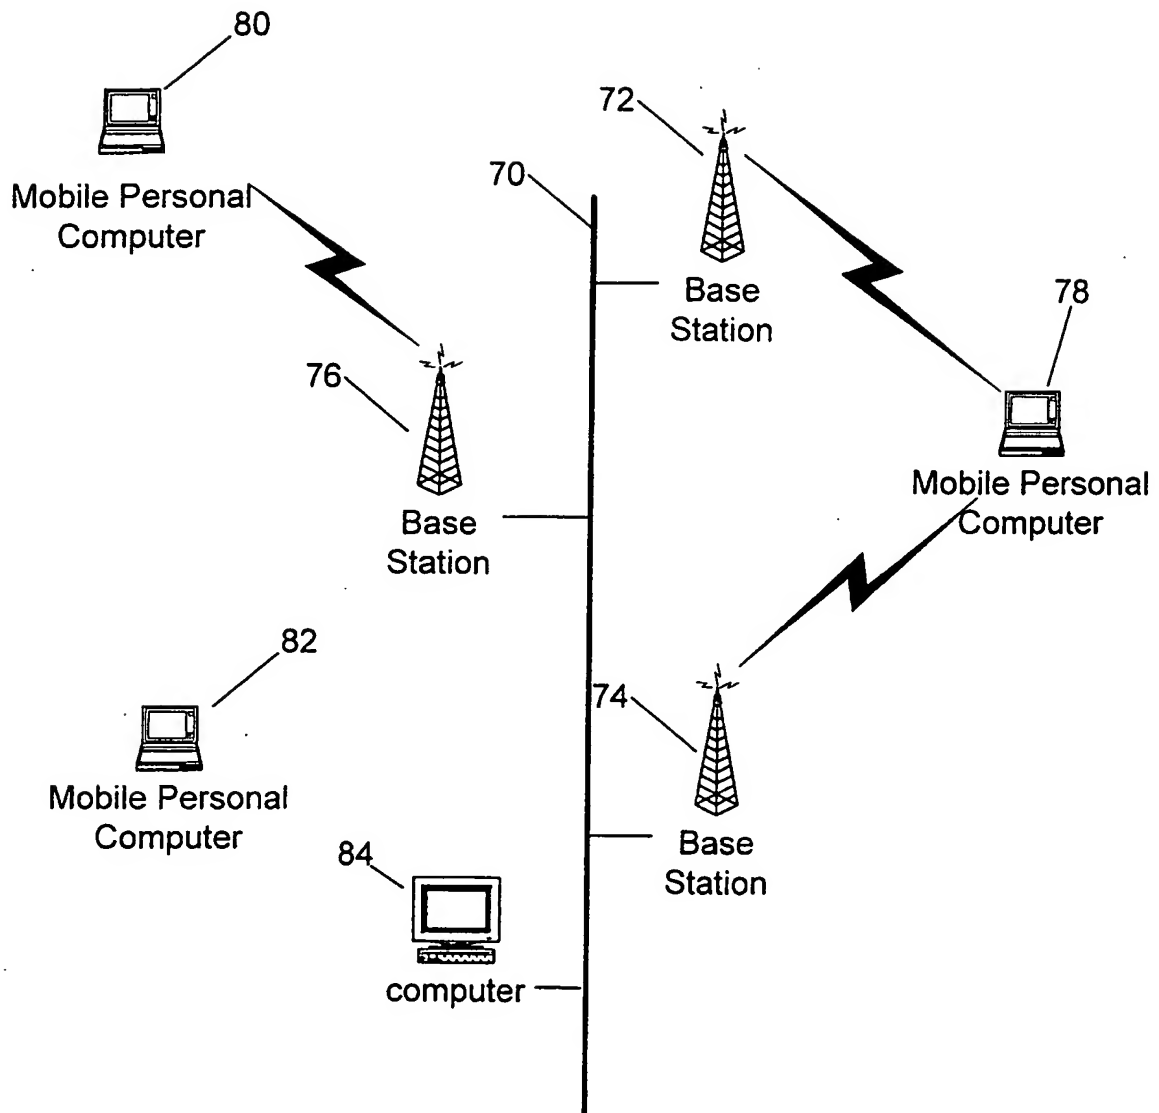 80
Mobile Personal
Computer
72
70
Base
Station
78
Mobile Personal
Computer
76
Base
Station
82
Mobile Personal
Computer
74
Base
Station
84
computer